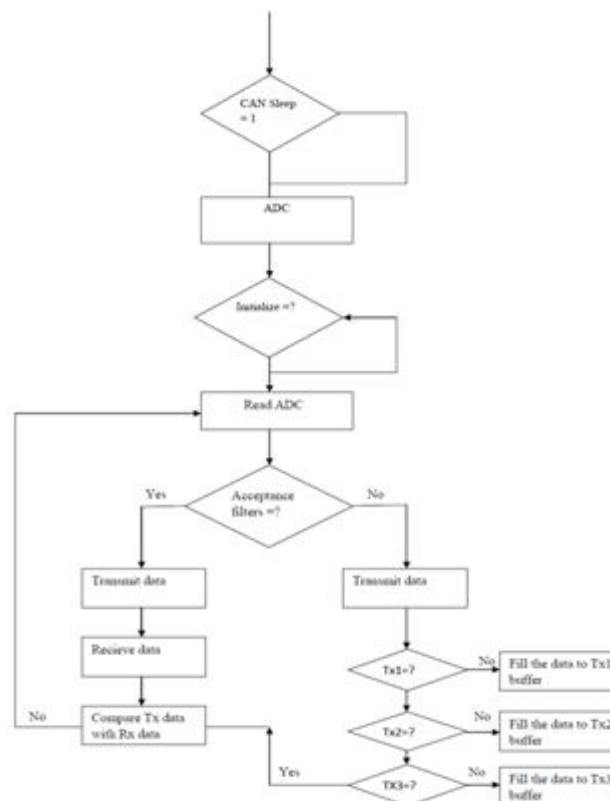 CAN Sleep
= 1
ADC
Initialize =?
Read ADC
Yes
Acceptance
filters =?
No
Transmit data
Transmit data
Recieve data
Tx1=?
No
Fill the data to Tx1
buffer
No
Compare Tx data
with Rx data
Tx2=?
No
Fill the data to Tx2
buffer
Yes
TX3=?
No
Fill the data to Tx3
buffer